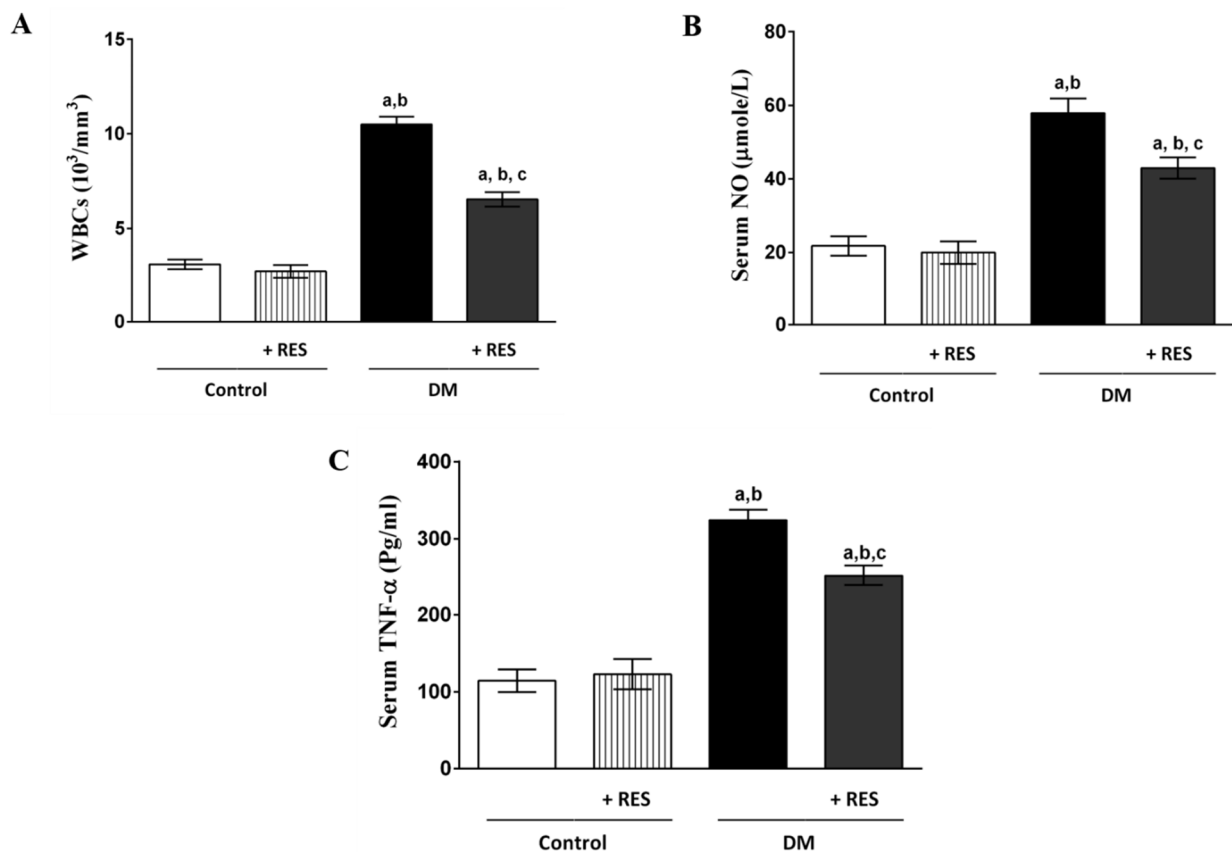 A
WBCs (10³/mm³)
15
10
5
0
a,b
a, b, c
+ RES
+ RES
Control
DM
B
Serum NO (µmole/L)
80
60
40
20
0
a,b
a, b, c
+ RES
+ RES
Control
DM
C
Serum TNF-α (Pg/ml)
400
300
200
100
0
a,b
a,b,c
+ RES
+ RES
Control
DM